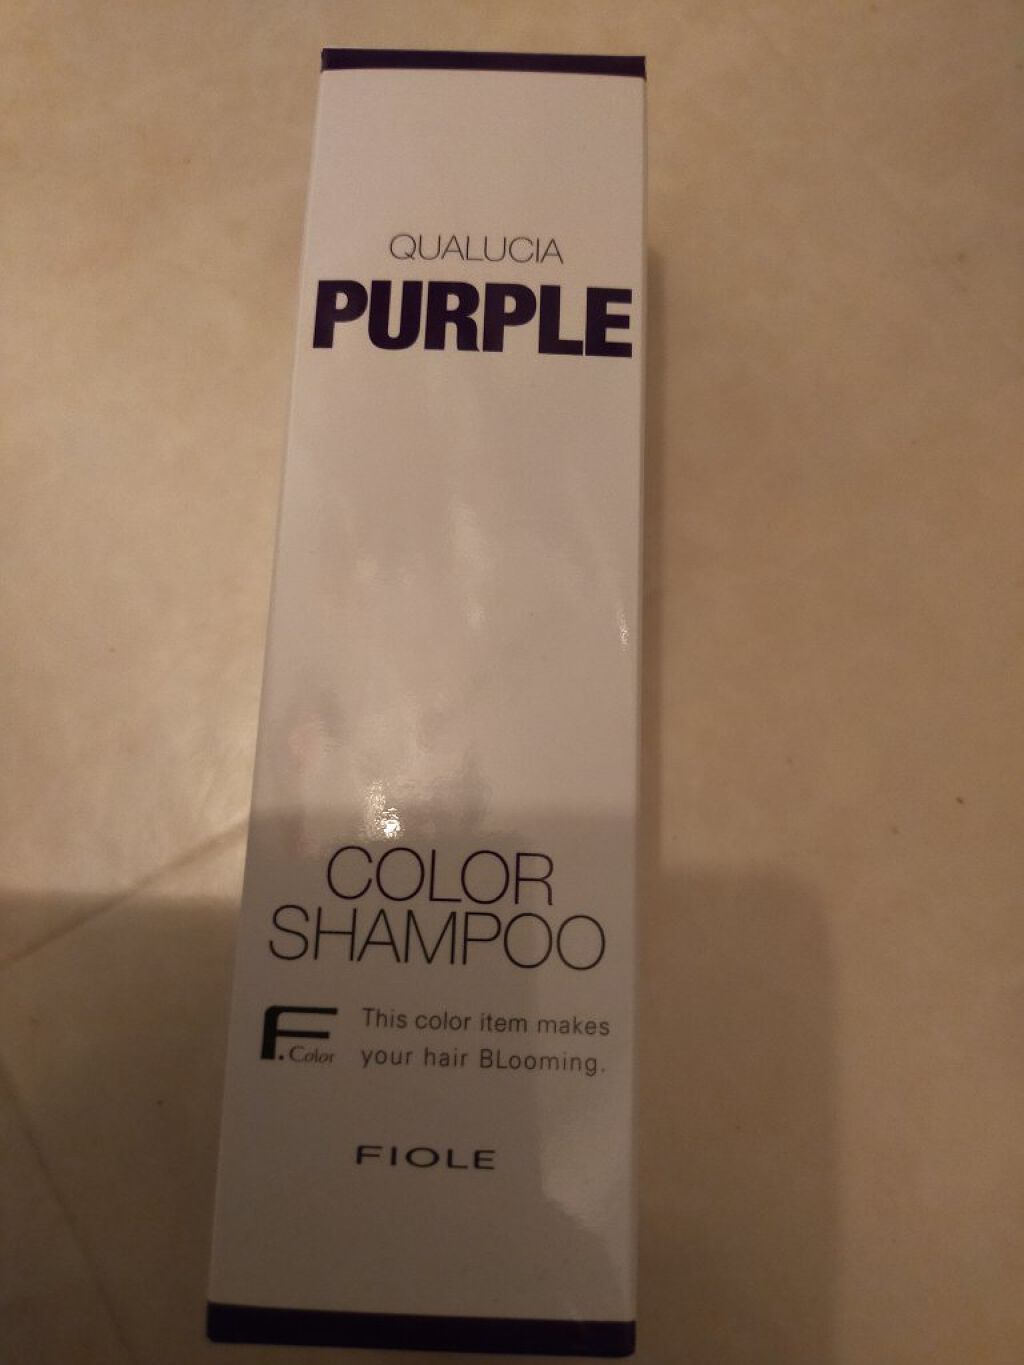 QUALUCIA
PURPLE
COLOR
SHAMPOO
F. Color
This color item makes
your hair BLooming.
FIOLE